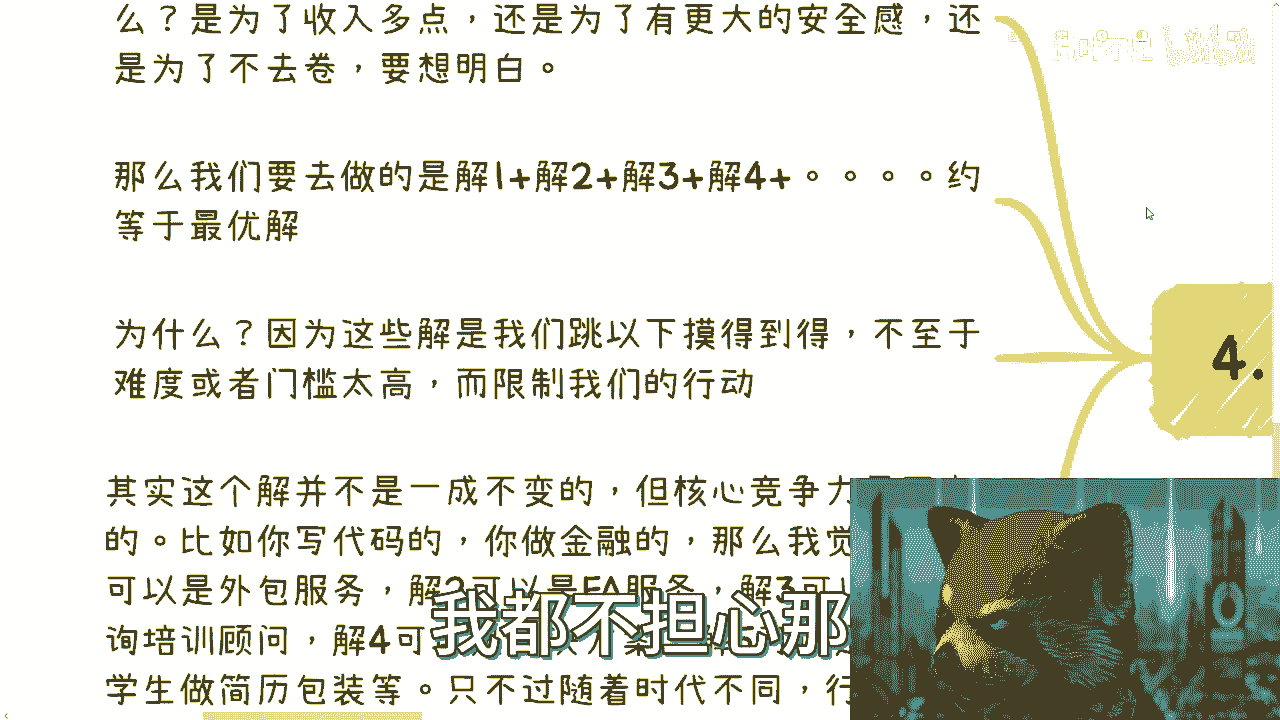 么？是为了收入多点，还是为了有更大的安全感，还
是为了不去卷，要想明白。
那么我们要去做的是解1+解2+解3+解4+。。。。约
等于最优解
为什么？因为这些解是我们跳以下摸得到得，不至于
难度或者门槛太高，而限制我们的行动
4.
其实这个解并不是一成不变的，但核心竞争力
的。比如你写代码的，你做金融的，那么我觉
可以是外包服务，解2可以是FA服务，解3可
询培训顾问，解4可
学生做简历包装等。只不过随着时代不同，行
我都不担心那